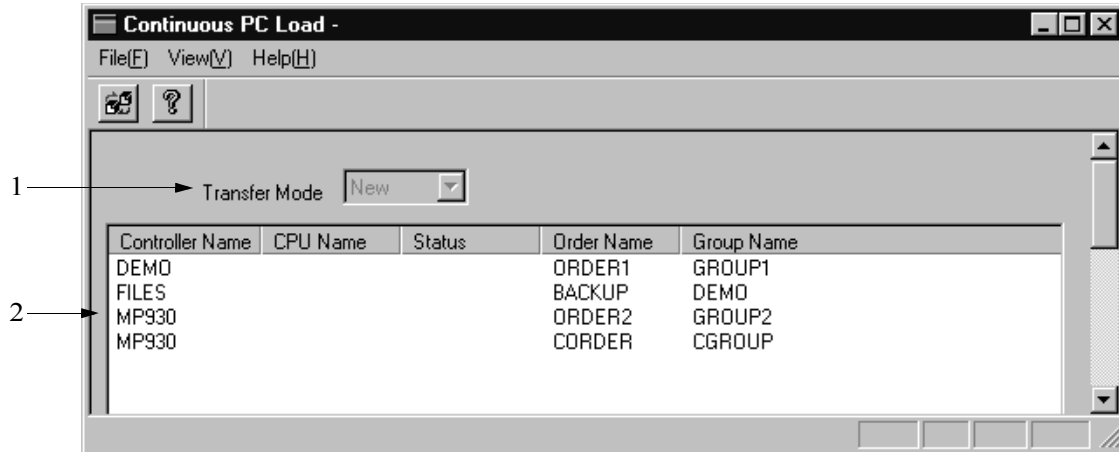 Continuous PC Load -
File(F) View(V) Help(H)
?
1
Transfer Mode New
Controller Name CPU Name Status Order Name Group Name
DEMO ORDER1 GROUP1
FILES BACKUP DEMO
2
MP930 ORDER2 GROUP2
MP930 CORDER CGROUP